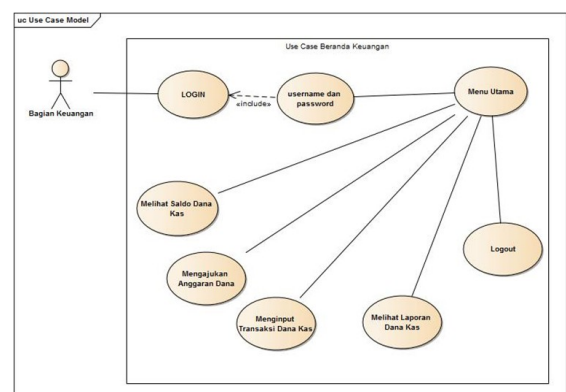 uc Use Case Model
Use Case Beranda Keuangan
Bagian Keuangan
LOGIN
«include»
username dan
password
Menu Utama
Melihat Saldo Dana
Kas
Mengajukan
Anggaran Dana
Menginput
Transaksi Dana Kas
Melihat Laporan
Dana Kas
Logout